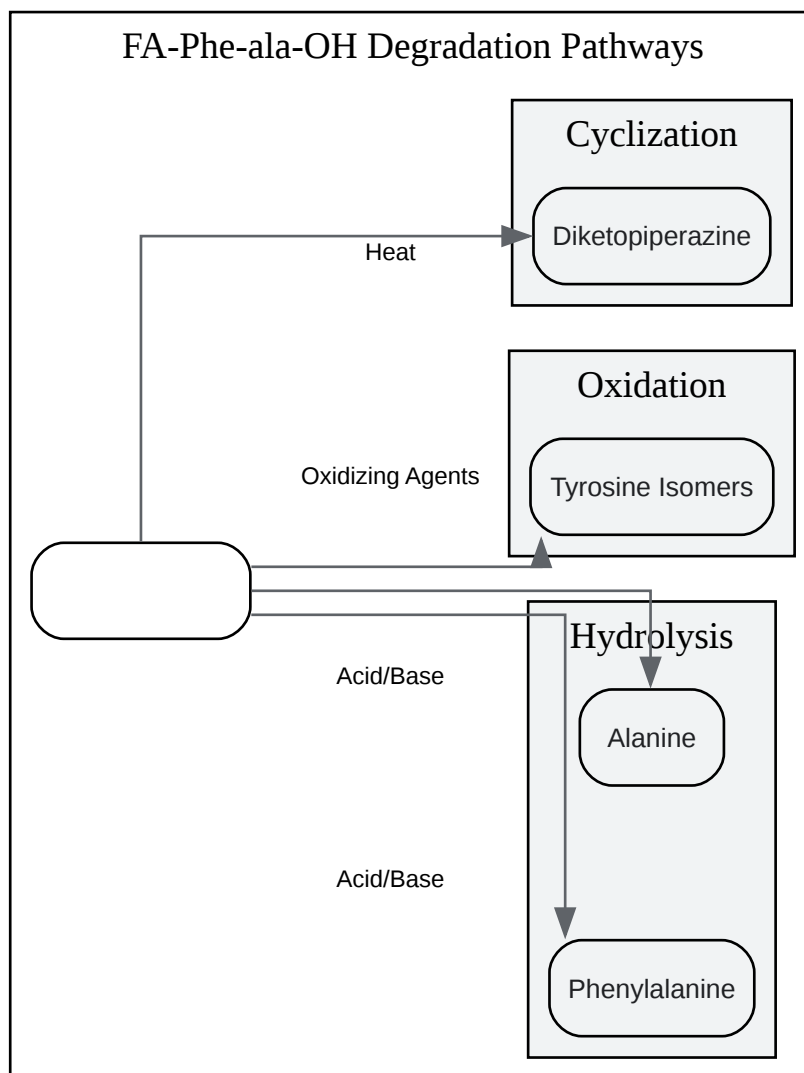 FA-Phe-ala-OH Degradation Pathways
Cyclization
Diketopiperazine
Heat
Oxidation
Oxidizing Agents
Tyrosine Isomers
Hydrolysis
Acid/Base
Alanine
Acid/Base
Phenylalanine